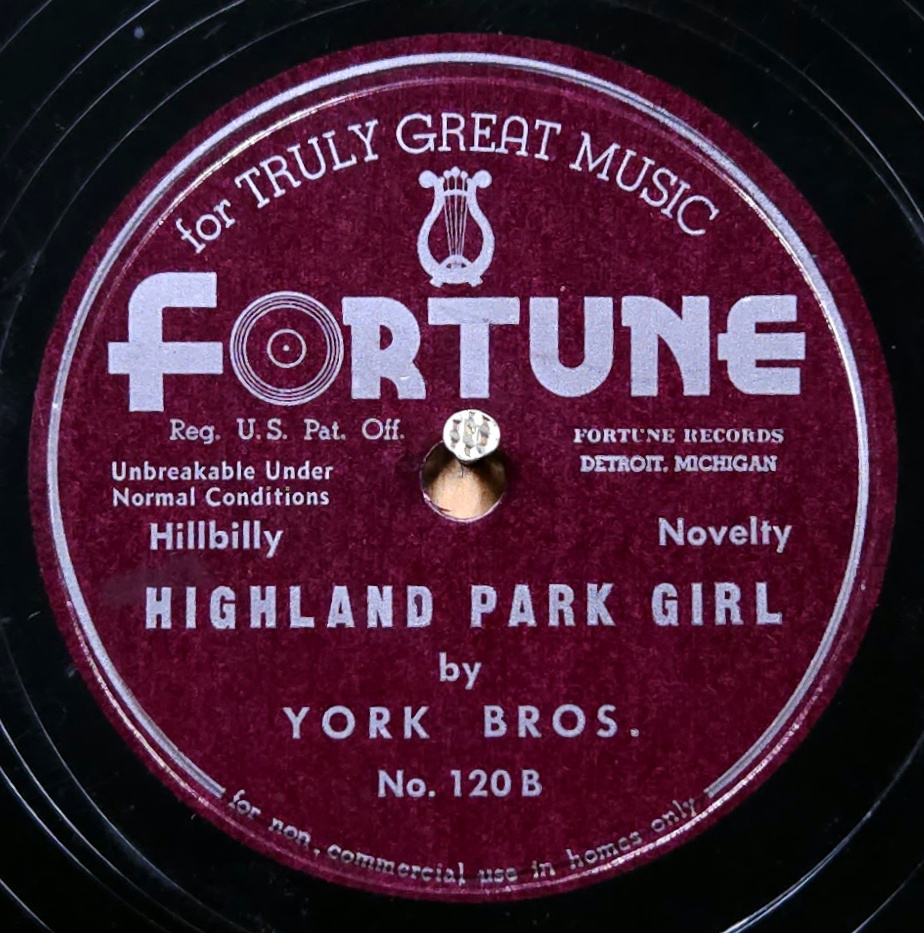 for TRULY GREAT MUSIC
FORTUNE
Reg. U.S. Pat. Off.
FORTUNE RECORDS
DETROIT, MICHIGAN
Unbreakable Under
Normal Conditions
Hillbilly
Novelty
HIGHLAND PARK GIRL
by
YORK BROS.
No. 120 B
for non. commercial use in homes only